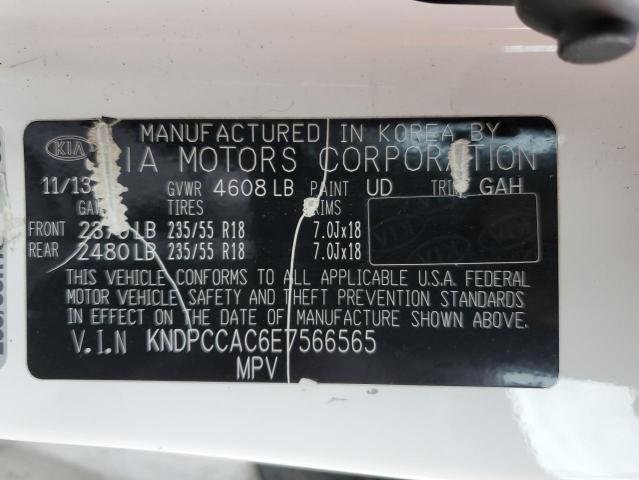 MANUFACTURED IN KOREA BY
KIA
IA MOTORS CORPORATION
11/13 GVWR 4608 LB PAINT UD TRIM GAH
TIRES
FRONT LB 235/55 R18 7.0Jx18
REAR 2480 LB 235/55 R18 7.0Jx18
THIS VEHICLE CONFORMS TO ALL APPLICABLE U.S.A. FEDERAL
MOTOR VEHICLE SAFETY AND THEFT PREVENTION STANDARDS
IN EFFECT ON THE DATE OF MANUFACTURE SHOWN ABOVE.
V.I.N KNDPCCAC6E7566565
MPV